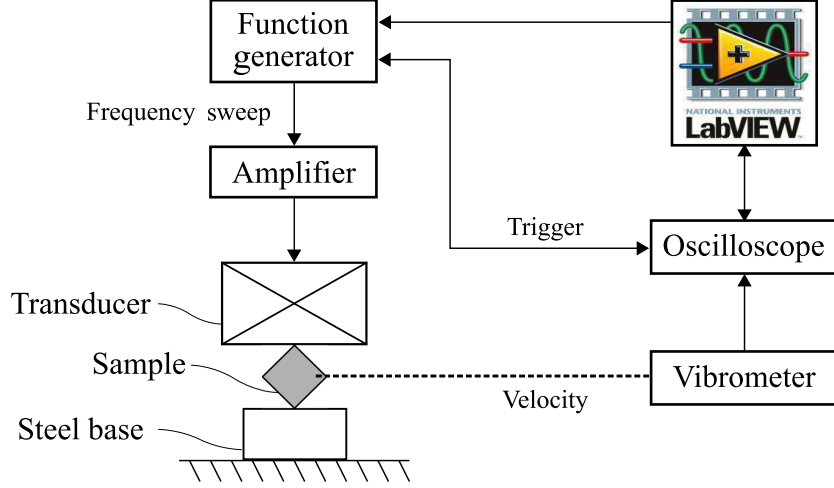 Function
generator
NATIONAL INSTRUMENTS
LabVIEW
Frequency sweep
Amplifier
Trigger
Oscilloscope
Transducer
Sample
Vibrometer
Velocity
Steel base